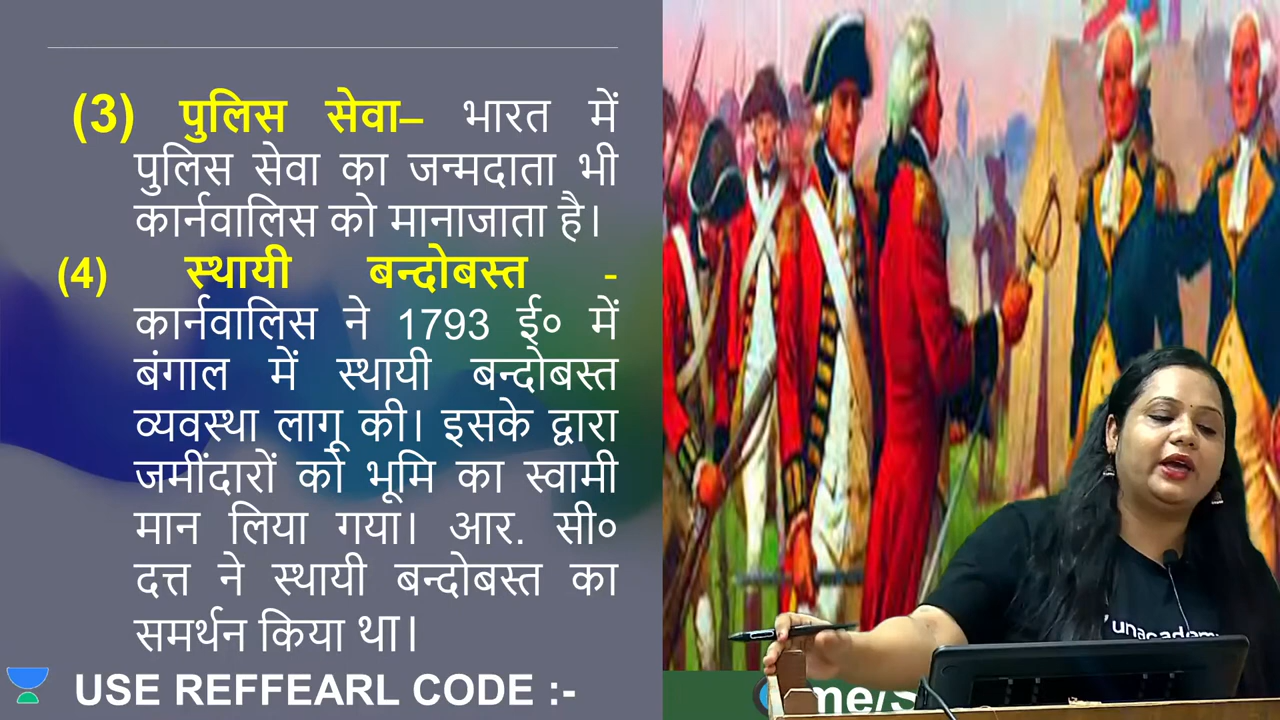 (3) पुलिस सेवा– भारत में
पुलिस सेवा का जन्मदाता भी
कार्नवालिस को मानाजाता है।
(4) स्थायी बन्दोबस्त -
कार्नवालिस ने 1793 ई० में
बंगाल में स्थायी बन्दोबस्त
व्यवस्था लागू की। इसके द्वारा
जमींदारों को भूमि का स्वामी
मान लिया गया। आर. सी०
दत्त ने स्थायी बन्दोबस्त का
समर्थन किया था।
USE REFFEARL CODE :-
unacademy